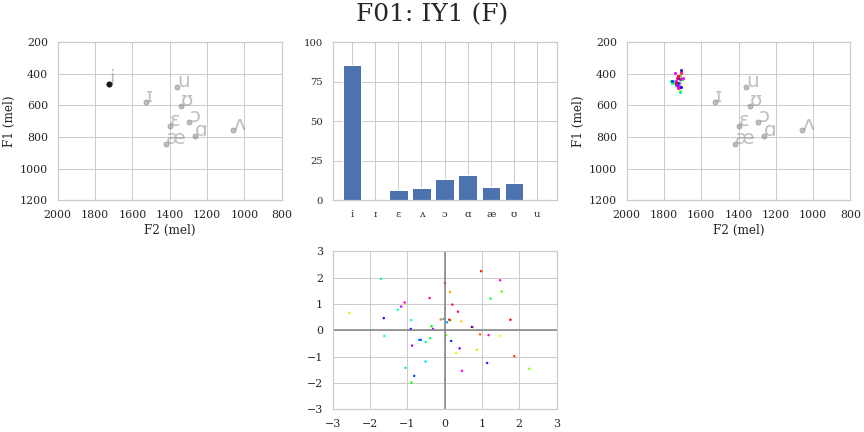 F01: IY1 (F)
200
400
600
800
1000
1200
2000 1800 1600 1400 1200 1000 800
F1 (mel)
F2 (mel)
i
u
ɪ
ʊ
ɔ
ɛ
ɑ
æ
ʌ
100
75
50
25
0
i ɪ ɛ ʌ ɔ ɑ æ ʊ u
200
400
600
800
1000
1200
2000 1800 1600 1400 1200 1000 800
F1 (mel)
F2 (mel)
u
ɪ
ʊ
ɔ
ɛ
ɑ
æ
ʌ
3
2
1
0
−1
−2
−3
−3 −2 −1 0 1 2 3